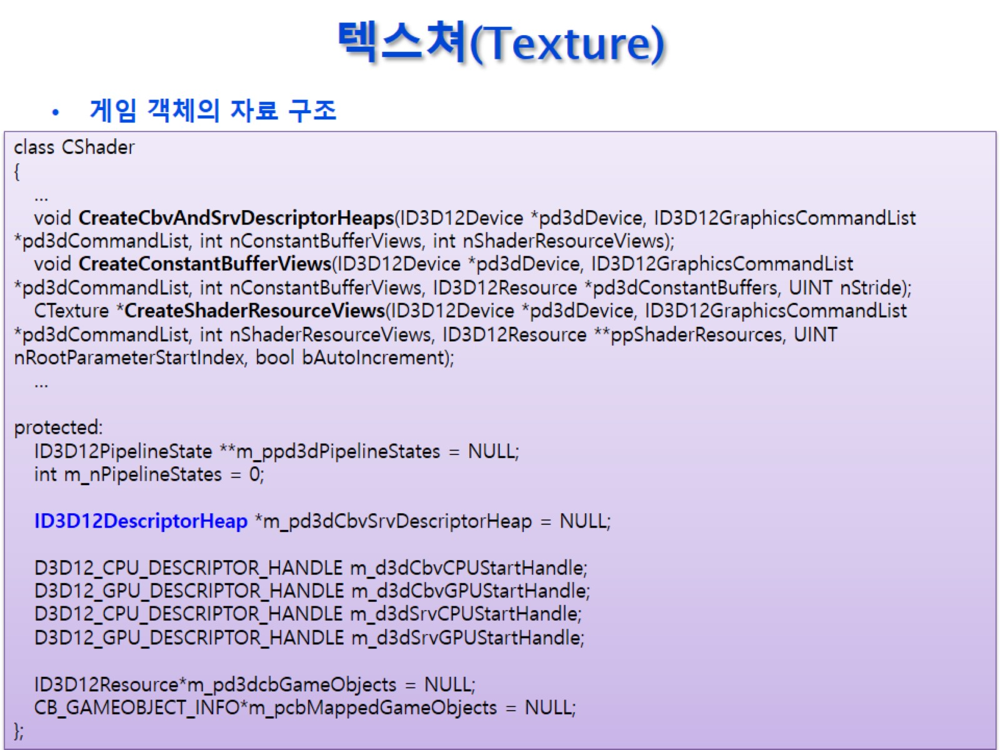 텍스쳐(Texture)
• 게임 객체의 자료 구조
class CShader
{
...
void CreateCbvAndSrvDescriptorHeaps(ID3D12Device *pd3dDevice, ID3D12GraphicsCommandList
*pd3dCommandList, int nConstantBufferViews, int nShaderResourceViews);
void CreateConstantBufferViews(ID3D12Device *pd3dDevice, ID3D12GraphicsCommandList
*pd3dCommandList, int nConstantBufferViews, ID3D12Resource *pd3dConstantBuffers, UINT nStride);
CTexture *CreateShaderResourceViews(ID3D12Device *pd3dDevice, ID3D12GraphicsCommandList
*pd3dCommandList, int nShaderResourceViews, ID3D12Resource **ppShaderResources, UINT
nRootParameterStartIndex, bool bAutoIncrement);
...
protected:
ID3D12PipelineState **m_ppd3dPipelineStates = NULL;
int m_nPipelineStates = 0;
ID3D12DescriptorHeap *m_pd3dCbvSrvDescriptorHeap = NULL;
D3D12_CPU_DESCRIPTOR_HANDLE m_d3dCbvCPUStartHandle;
D3D12_GPU_DESCRIPTOR_HANDLE m_d3dCbvGPUStartHandle;
D3D12_CPU_DESCRIPTOR_HANDLE m_d3dSrvCPUStartHandle;
D3D12_GPU_DESCRIPTOR_HANDLE m_d3dSrvGPUStartHandle;
ID3D12Resource*m_pd3dcbGameObjects = NULL;
CB_GAMEOBJECT_INFO*m_pcbMappedGameObjects = NULL;
};